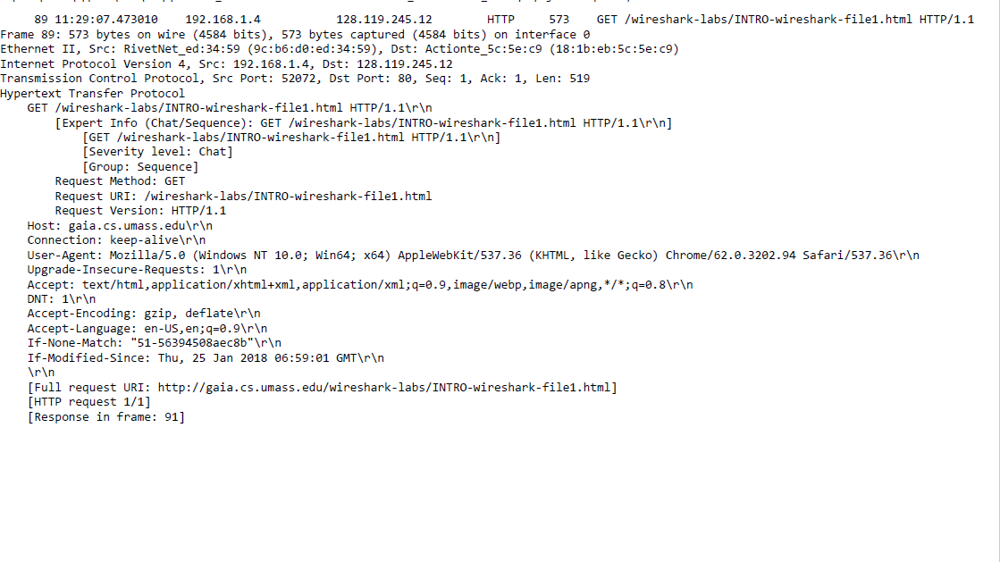 89 11:29:07.473010 192.168.1.4 128.119.245.12 HTTP 573 GET /wireshark-labs/INTRO-wireshark-file1.html HTTP/1.1
Frame 89: 573 bytes on wire (4584 bits), 573 bytes captured (4584 bits) on interface 0
Ethernet II, Src: RivetNet_ed:34:59 (9c:b6:d0:ed:34:59), Dst: Actionte_5c:5e:c9 (18:1b:eb:5c:5e:c9)
Internet Protocol Version 4, Src: 192.168.1.4, Dst: 128.119.245.12
Transmission Control Protocol, Src Port: 52072, Dst Port: 80, Seq: 1, Ack: 1, Len: 519
Hypertext Transfer Protocol
GET /wireshark-labs/INTRO-wireshark-file1.html HTTP/1.1\r\n
[Expert Info (Chat/Sequence): GET /wireshark-labs/INTRO-wireshark-file1.html HTTP/1.1\r\n]
[GET /wireshark-labs/INTRO-wireshark-file1.html HTTP/1.1\r\n]
[Severity level: Chat]
[Group: Sequence]
Request Method: GET
Request URI: /wireshark-labs/INTRO-wireshark-file1.html
Request Version: HTTP/1.1
Host: gaia.cs.umass.edu\r\n
Connection: keep-alive\r\n
User-Agent: Mozilla/5.0 (Windows NT 10.0; Win64; x64) AppleWebKit/537.36 (KHTML, like Gecko) Chrome/62.0.3202.94 Safari/537.36\r\n
Upgrade-Insecure-Requests: 1\r\n
Accept: text/html,application/xhtml+xml,application/xml;q=0.9,image/webp,image/apng,*/*;q=0.8\r\n
DNT: 1\r\n
Accept-Encoding: gzip, deflate\r\n
Accept-Language: en-US,en;q=0.9\r\n
If-None-Match: "51-56394508aec8b"\r\n
If-Modified-Since: Thu, 25 Jan 2018 06:59:01 GMT\r\n
\r\n
[Full request URI: http://gaia.cs.umass.edu/wireshark-labs/INTRO-wireshark-file1.html]
[HTTP request 1/1]
[Response in frame: 91]